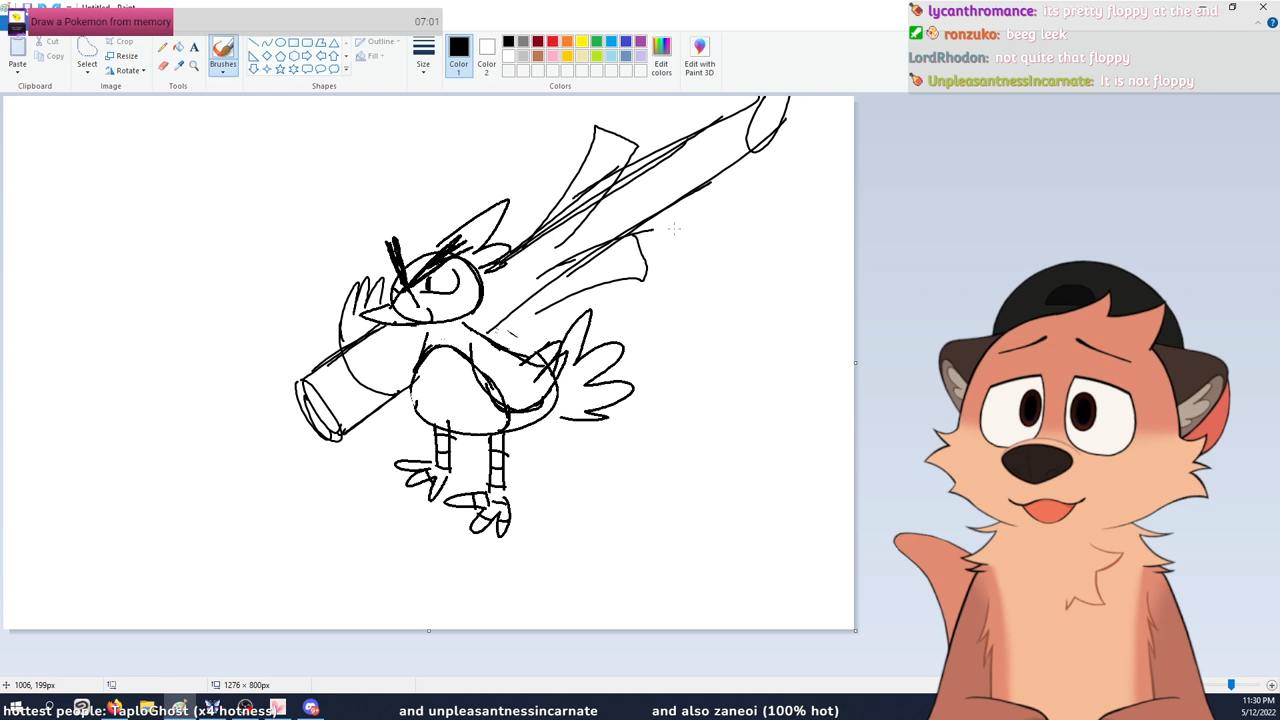 Untitled - Paint
Draw a Pokemon from memory
07:01
Paste
Cut
Copy
Clipboard
Select
Crop
Resize
Rotate
Image
Tools
Brushes
Shapes
Outline
Fill
Size
Color
1
Color
2
Colors
Edit
colors
Edit with
Paint 3D
lycanthromance: its pretty floppy at the end
ronzuko: beeg leek
LordRhodon: not quite that floppy
UnpleasantnessIncarnate: It is not floppy
1006, 199px
1276 × 800px
11:30 PM
5/12/2022
hottest people: TaploGhost (x4 hotness)
and unpleasantnessincarnate
and also zaneoi (100% hot)